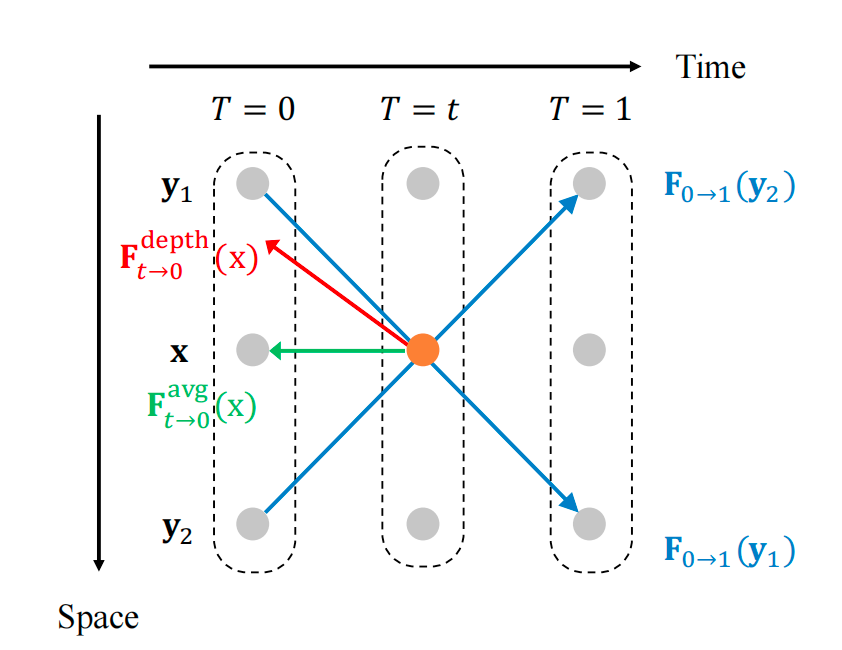 Time
T = 0 T = t T = 1
y₁ F₀→₁(y₂)
F^depth_t→0(x)
x
F^avg_t→0(x)
y₂ F₀→₁(y₁)
Space